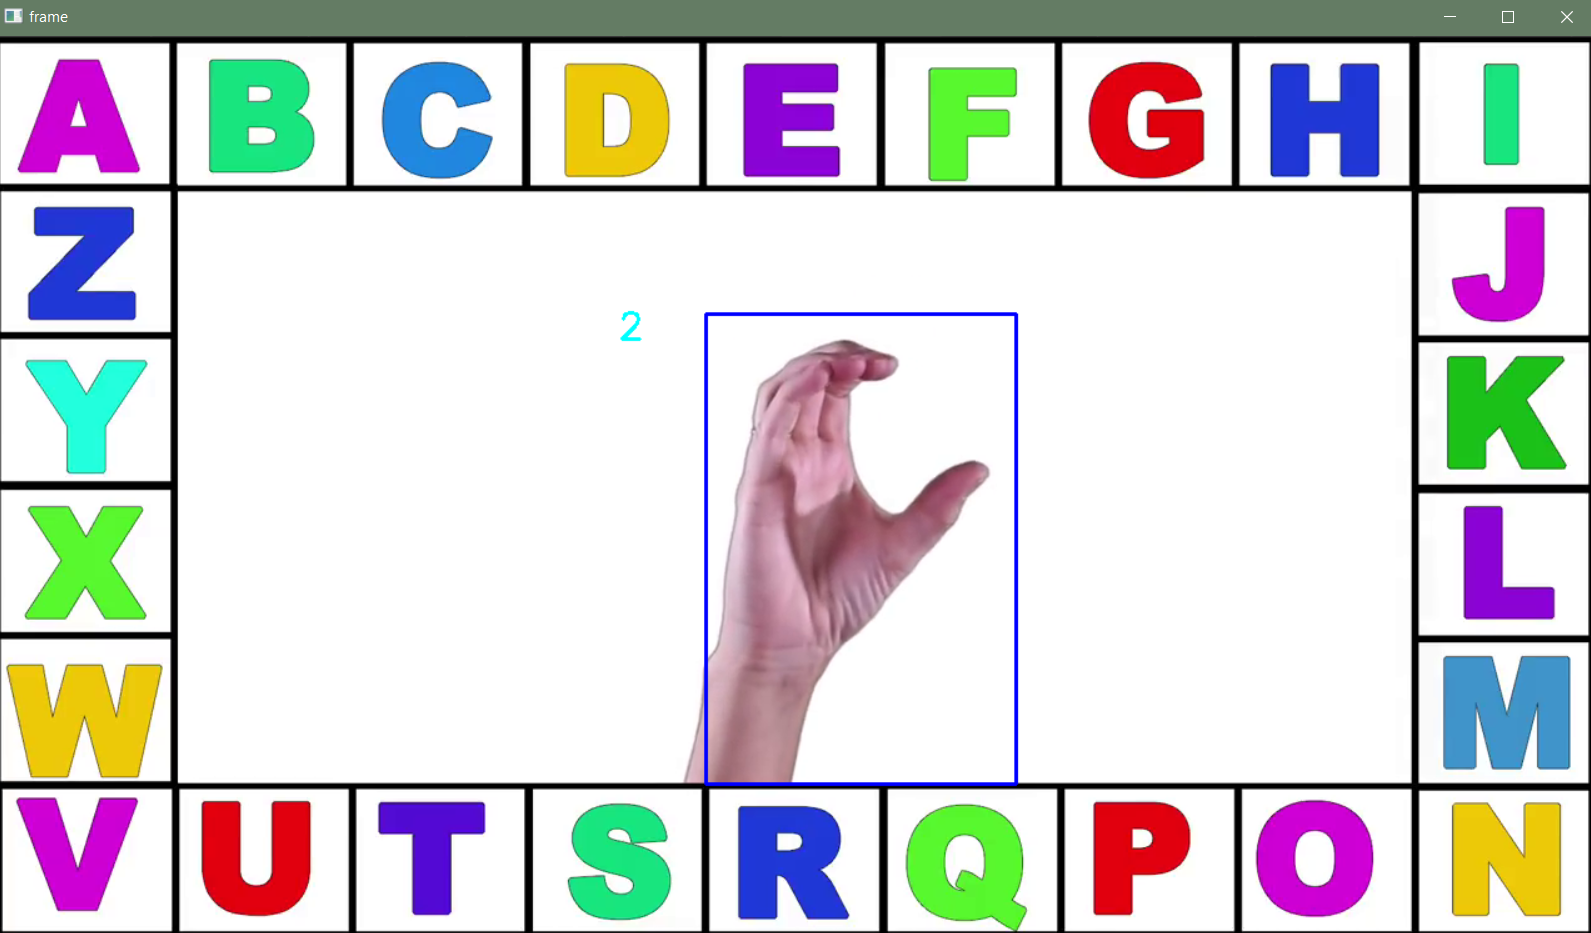 frame
A B C D E F G H I
Z J
2
Y K
X L
W M
V U T S R Q P O N